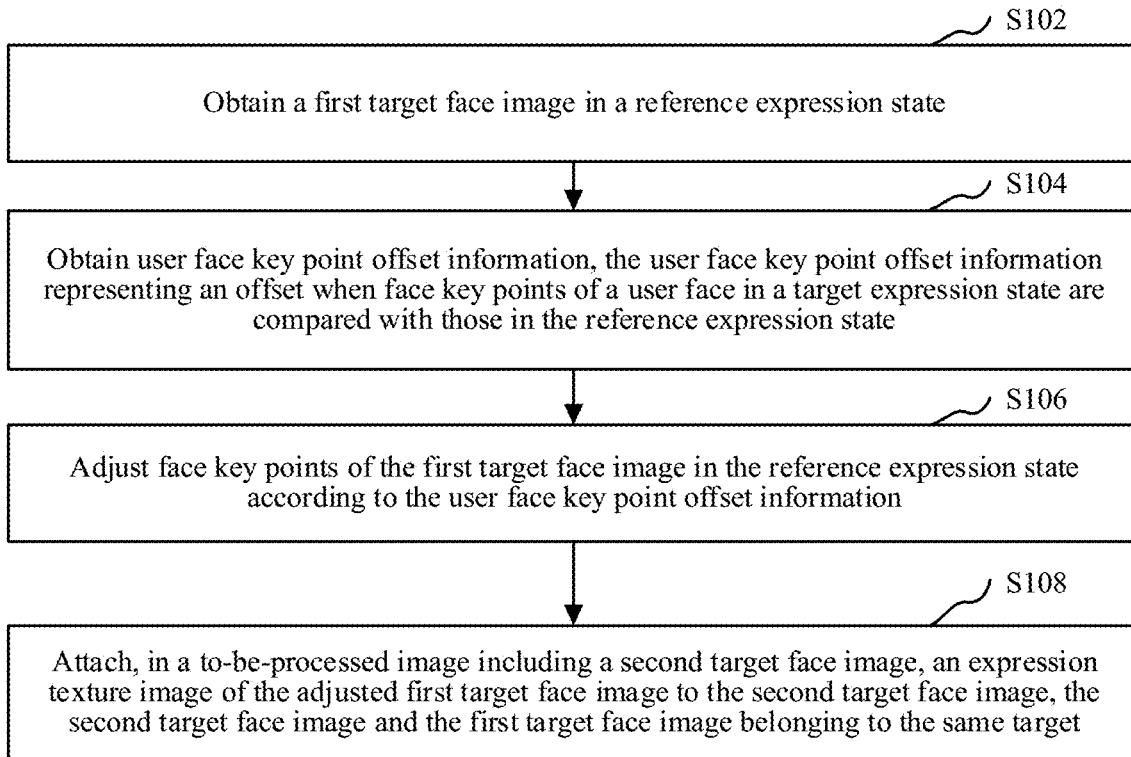 S102
Obtain a first target face image in a reference expression state
S104
Obtain user face key point offset information, the user face key point offset information
representing an offset when face key points of a user face in a target expression state are
compared with those in the reference expression state
S106
Adjust face key points of the first target face image in the reference expression state
according to the user face key point offset information
S108
Attach, in a to-be-processed image including a second target face image, an expression
texture image of the adjusted first target face image to the second target face image, the
second target face image and the first target face image belonging to the same target